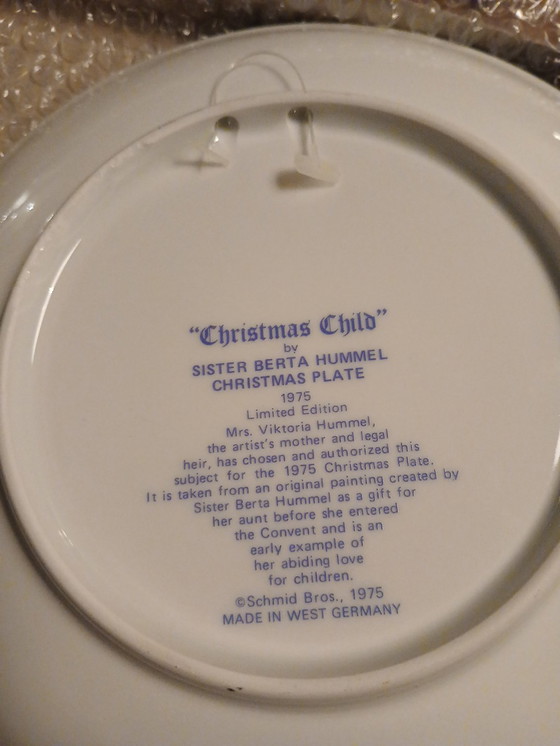 “Christmas Child”
by
SISTER BERTA HUMMEL
CHRISTMAS PLATE
1975
Limited Edition
Mrs. Viktoria Hummel,
the artist's mother and legal
heir, has chosen and authorized this
subject for the 1975 Christmas Plate.
It is taken from an original painting created by
Sister Berta Hummel as a gift for
her aunt before she entered
the Convent and is an
early example of
her abiding love
for children.
©Schmid Bros., 1975
MADE IN WEST GERMANY